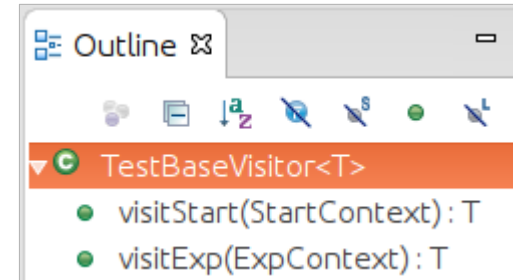 Outline
a
z
S
L
C
TestBaseVisitor<T>
visitStart(StartContext) : T
visitExp(ExpContext) : T